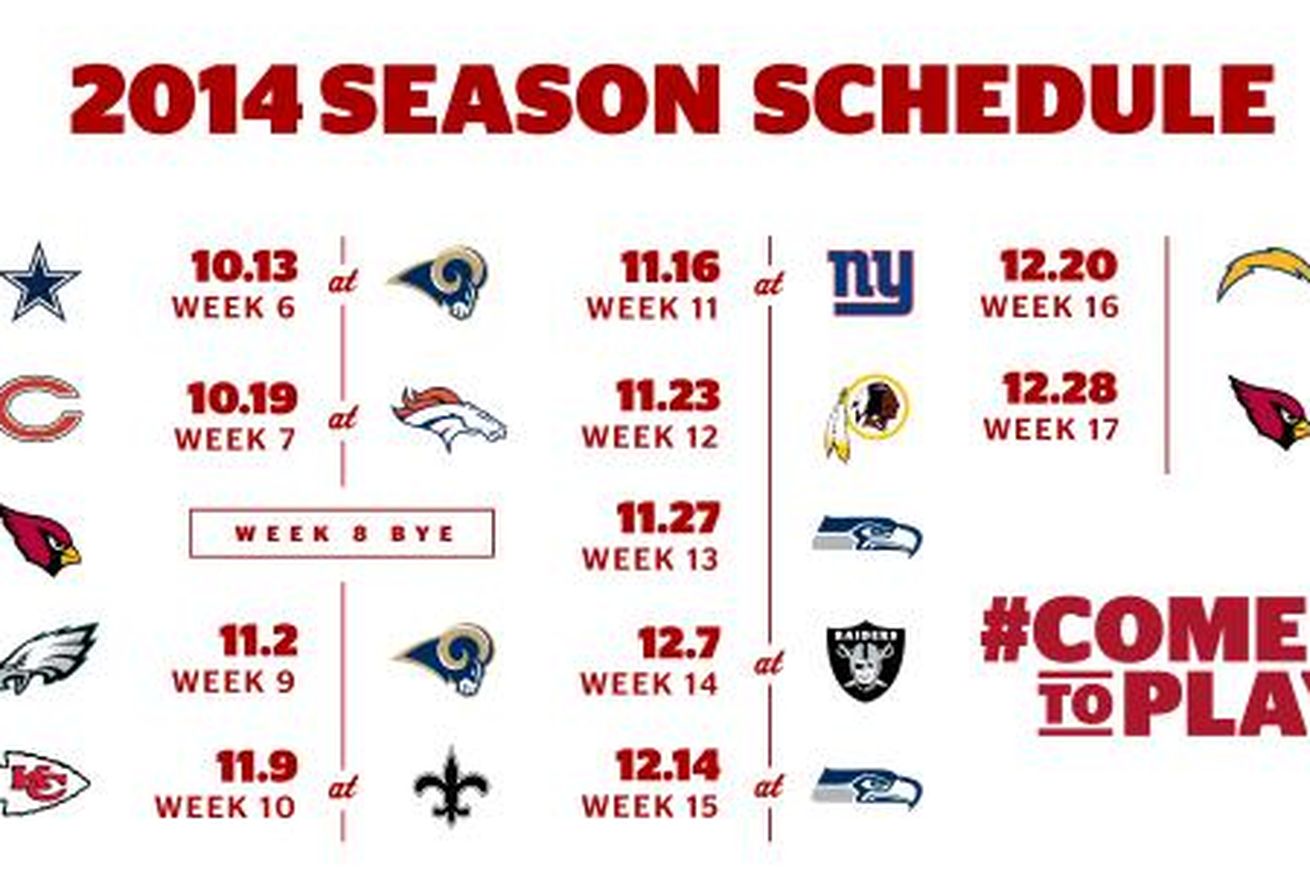 2014 SEASON SCHEDULE
10.13
WEEK 6
at
10.19
WEEK 7
at
WEEK 8 BYE
11.2
WEEK 9
11.9
WEEK 10
at
11.16
WEEK 11
at
ny
11.23
WEEK 12
11.27
WEEK 13
12.7
WEEK 14
at
RAIDERS
12.14
WEEK 15
at
12.20
WEEK 16
12.28
WEEK 17
C
KC
#COME
TO PLAY